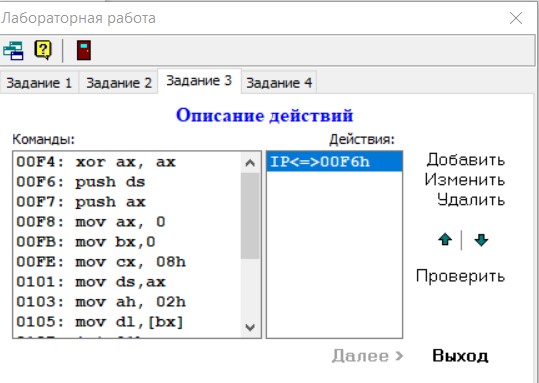 Лабораторная работа
Задание 1 Задание 2 Задание 3 Задание 4
Описание действий
Команды: Действия:
00F4: xor ax, ax
00F6: push ds
00F7: push ax
00F8: mov ax, 0
00FB: mov bx,0
00FE: mov cx, 08h
0101: mov ds,ax
0103: mov ah, 02h
0105: mov dl,[bx]
IP<=>00F6h
Добавить
Изменить
Удалить
Проверить
Далее >
Выход